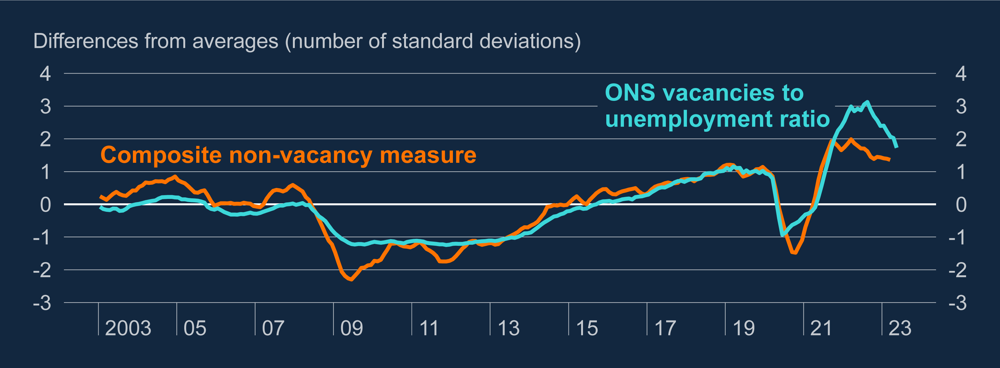 Differences from averages (number of standard deviations)
4 4
3 3
2 2
1 1
0 0
-1 -1
-2 -2
-3 -3
ONS vacancies to
unemployment ratio
Composite non-vacancy measure
2003 05 07 09 11 13 15 17 19 21 23